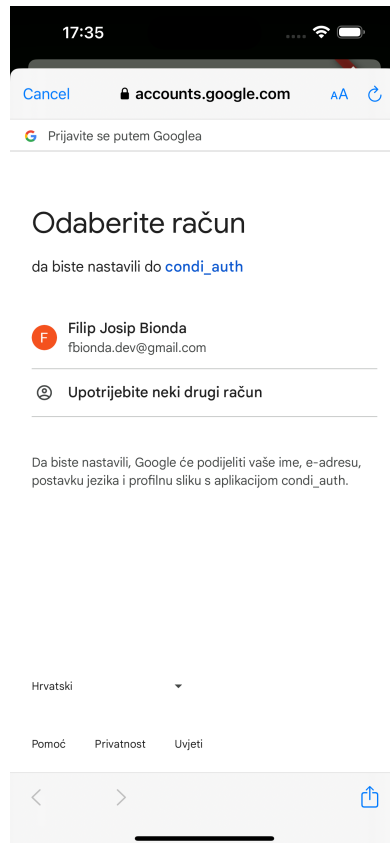 17:35
Cancel
accounts.google.com
AA
Prijavite se putem Googlea
Odaberite račun
da biste nastavili do condi_auth
F
Filip Josip Bionda
fbionda.dev@gmail.com
Upotrijebite neki drugi račun
Da biste nastavili, Google će podijeliti vaše ime, e-adresu,
postavku jezika i profilnu sliku s aplikacijom condi_auth.
Hrvatski
Pomoć Privatnost Uvjeti